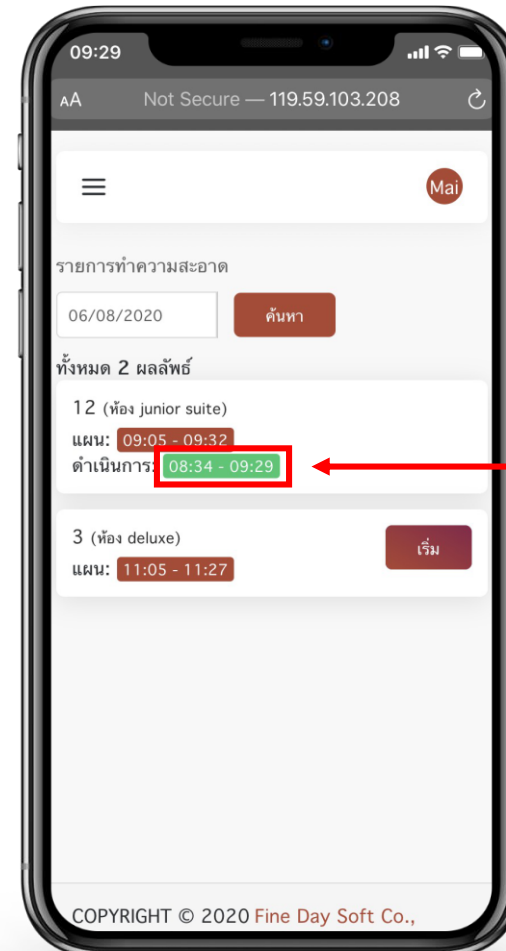 09:29
AA Not Secure — 119.59.103.208
Mai
รายการทำความสะอาด
06/08/2020 ค้นหา
ทั้งหมด 2 ผลลัพธ์
12 (ห้อง junior suite)
แผน: 09:05 - 09:32
ดำเนินการ: 08:34 - 09:29
3 (ห้อง deluxe)
เริ่ม
แผน: 11:05 - 11:27
COPYRIGHT © 2020 Fine Day Soft Co.,